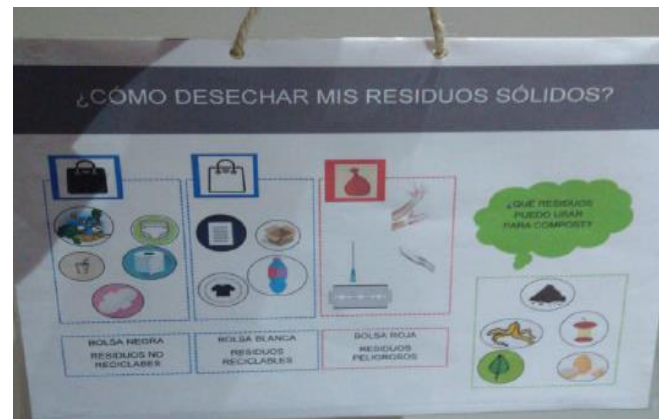 ¿CÓMO DESECHAR MIS RESIDUOS SÓLIDOS?
¿QUÉ RESIDUOS
PUEDO USAR
PARA COMPOST?
BOLSA NEGRA
RESIDUOS NO
RECICLABES
BOLSA BLANCA
RESIDUOS
RECICLABLES
BOLSA ROJA
RESIDUOS
PELIGROSOS